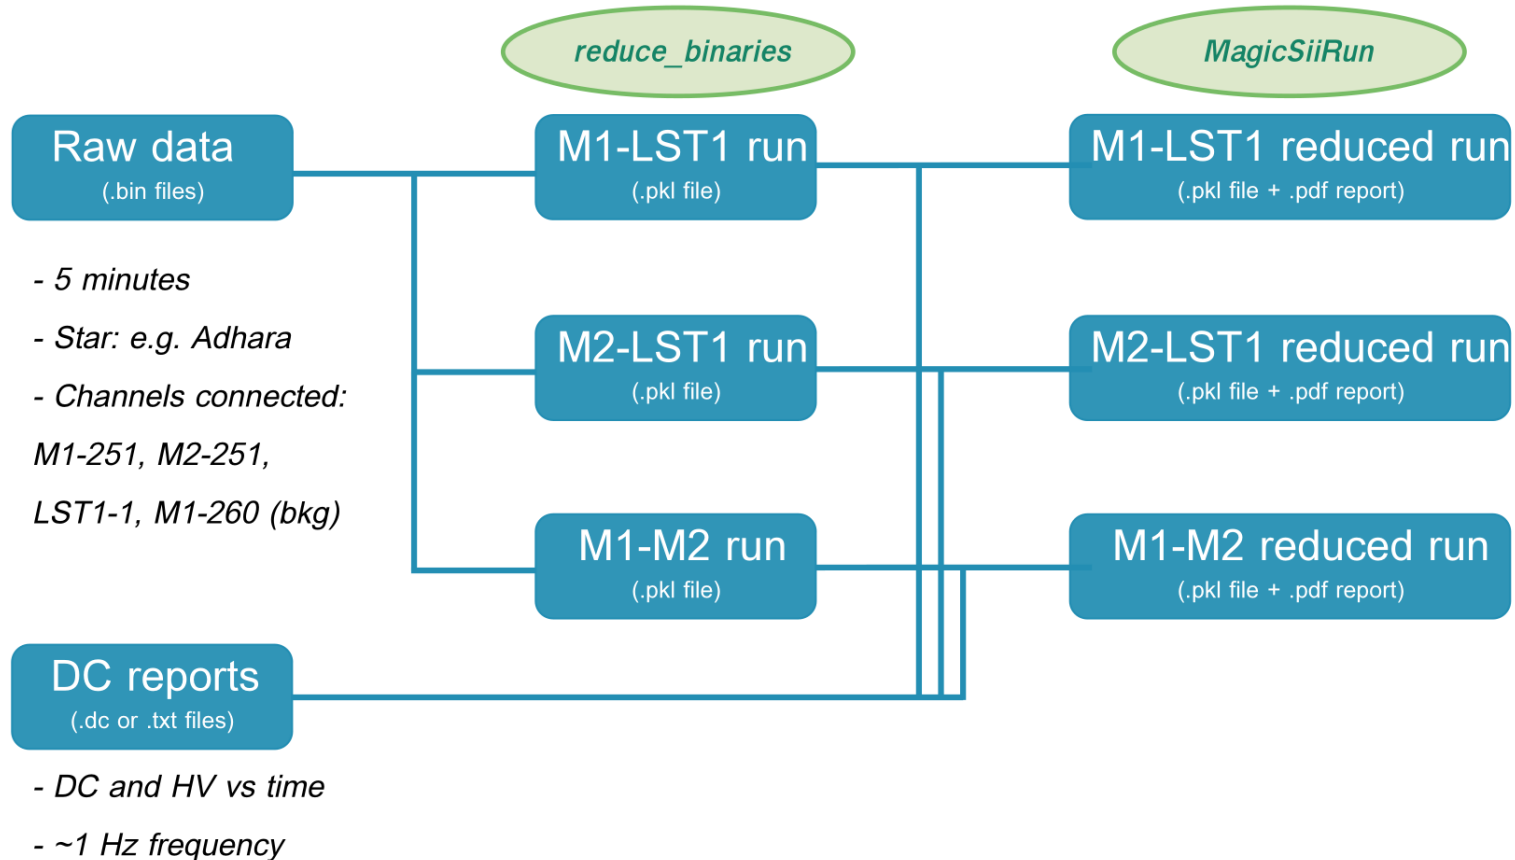 reduce_binaries
MagicSiiRun
Raw data
(.bin files)
M1-LST1 run
(.pkl file)
M1-LST1 reduced run
(.pkl file + .pdf report)
- 5 minutes
- Star: e.g. Adhara
- Channels connected:
M1-251, M2-251,
LST1-1, M1-260 (bkg)
M2-LST1 run
(.pkl file)
M2-LST1 reduced run
(.pkl file + .pdf report)
M1-M2 run
(.pkl file)
M1-M2 reduced run
(.pkl file + .pdf report)
DC reports
(.dc or .txt files)
- DC and HV vs time
- ~1 Hz frequency